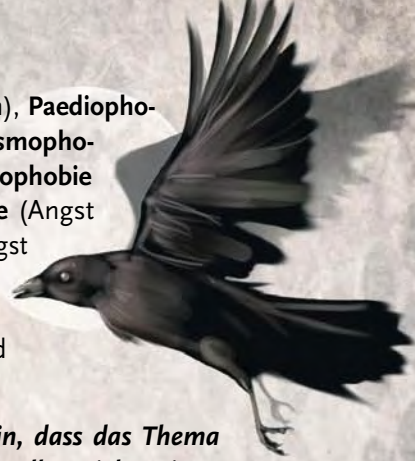 ), Paediopho-
smopho-
ophobie
e (Angst
gst
d
in, dass das Thema